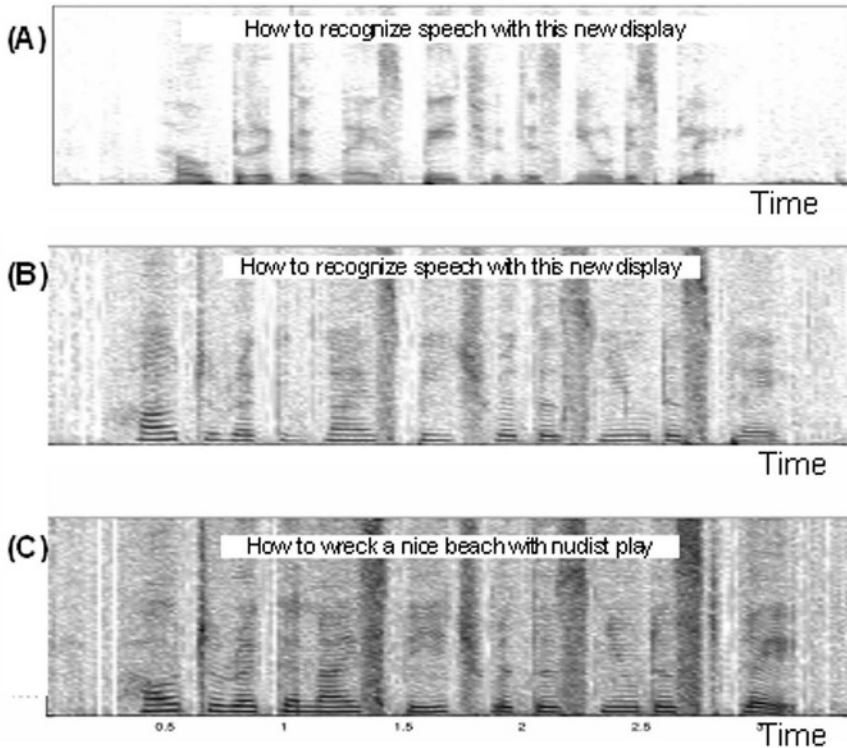 (A)
How to recognize speech with this new display
Time
(B)
How to recognize speech with this new display
Time
(C)
How to wreck a nice beach with nudist play
0.5 1 1.5 2 2.5 3 Time